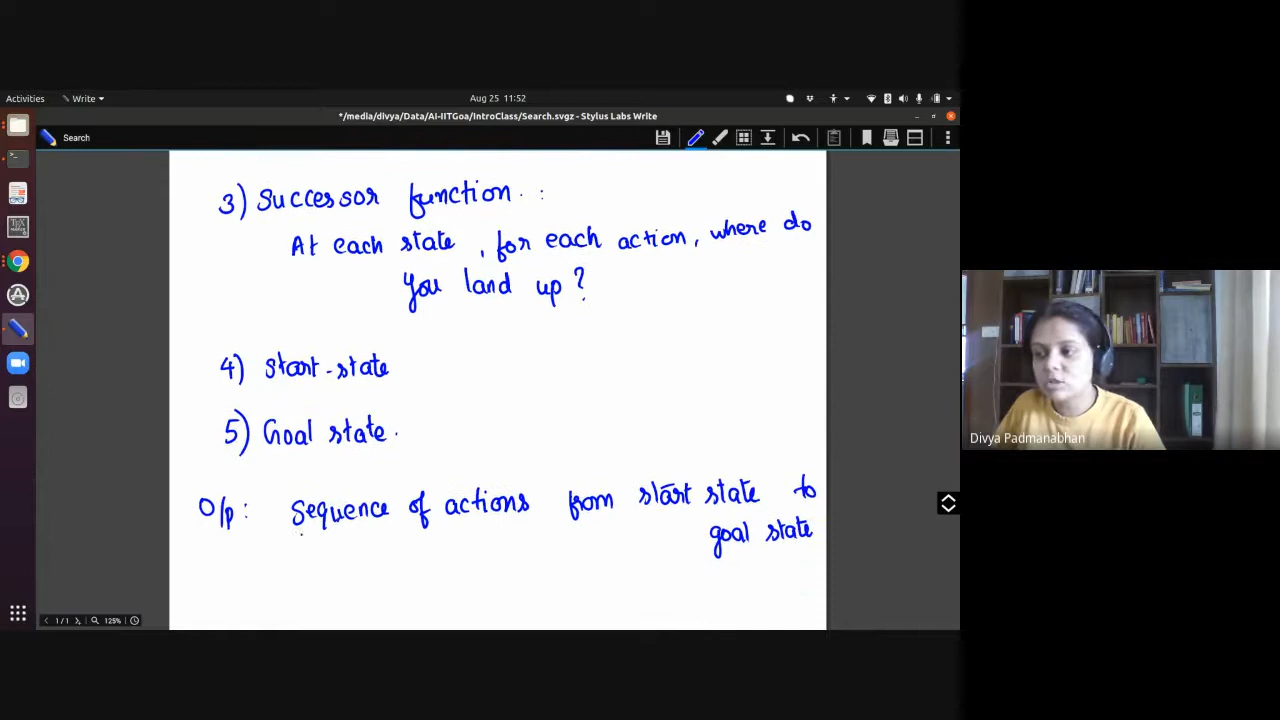 Activities
Write
Aug 25 11:52
*/media/divya/Data/AI-IITGoa/IntroClass/Search.svgz - Stylus Labs Write
Search
3) Successor function :
At each state, for each action, where do
you land up?
4) Start-state
5) Goal state.
O/p: Sequence of actions from start state to
goal state
1/1
125%
Divya Padmanabhan